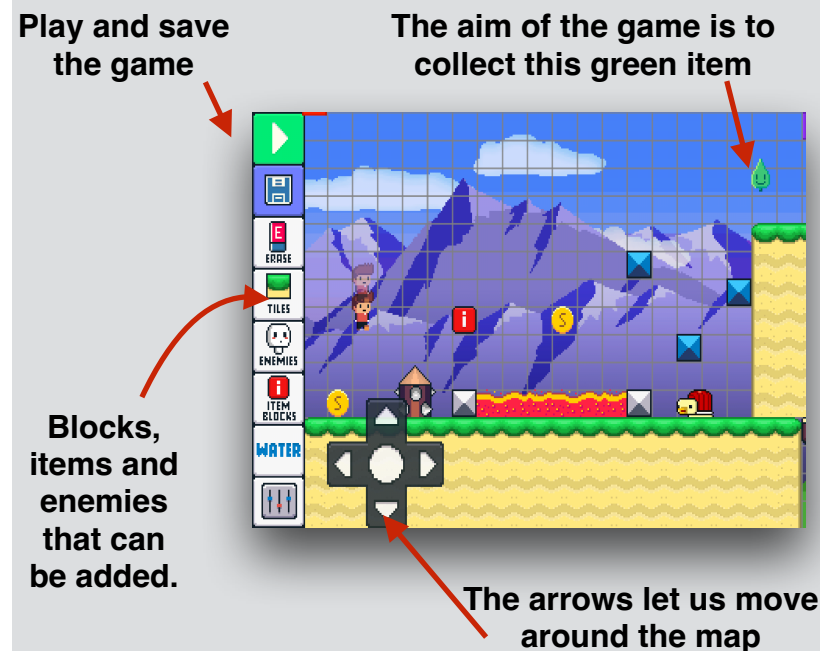 Play and save
the game
The aim of the game is to
collect this green item
E
ERASE
TILES
ENEMIES
i
ITEM
BLOCKS
WATER
i
S
S
Blocks,
items and
enemies
that can
be added.
The arrows let us move
around the map